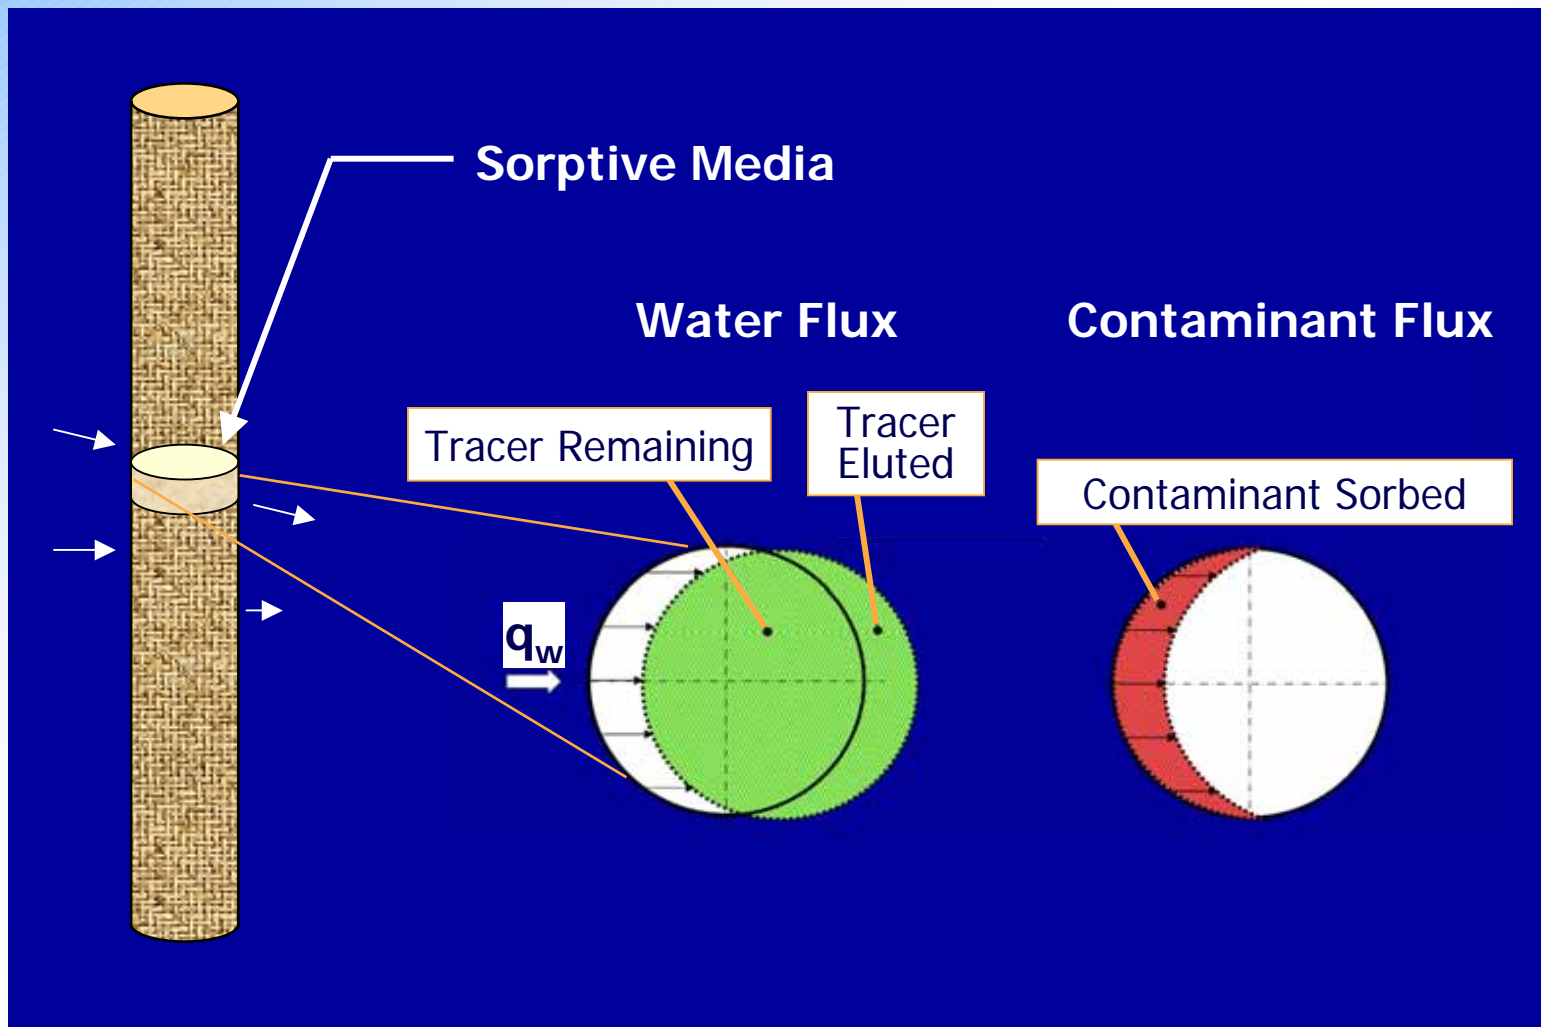 Sorptive Media
Water Flux
Contaminant Flux
Tracer Remaining
Tracer
Eluted
Contaminant Sorbed
qw